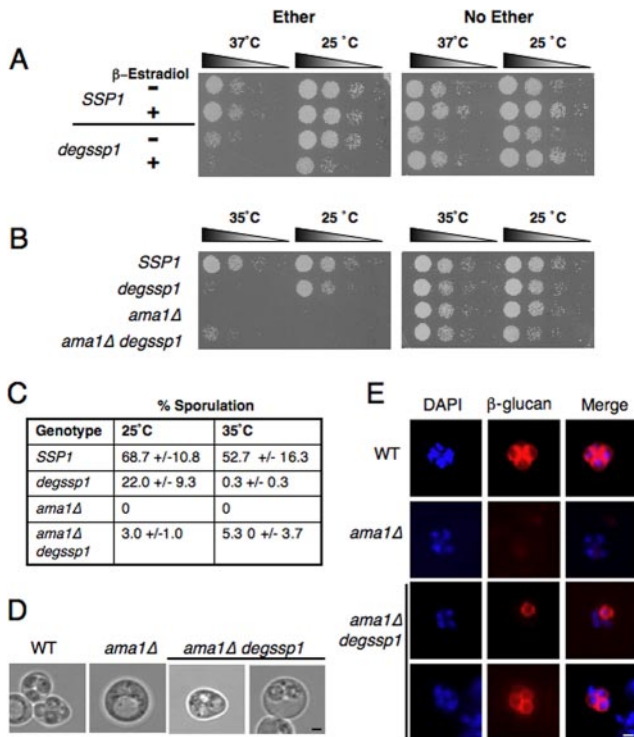 Ether No Ether
37°C 25 °C 37°C 25 °C
A
β-Estradiol
SSP1 -
+
degssp1 -
+
35°C 25 °C 35°C 25 °C
B
SSP1
degssp1
ama1Δ
ama1Δ degssp1
C
% Sporulation
Genotype 25°C 35°C
SSP1 68.7 +/-10.8 52.7 +/- 16.3
degssp1 22.0 +/- 9.3 0.3 +/- 0.3
ama1Δ 0 0
ama1Δ degssp1 3.0 +/-1.0 5.3 0 +/- 3.7
D
WT ama1Δ ama1Δ degssp1
E
DAPI β-glucan Merge
WT
ama1Δ
ama1Δ
degssp1